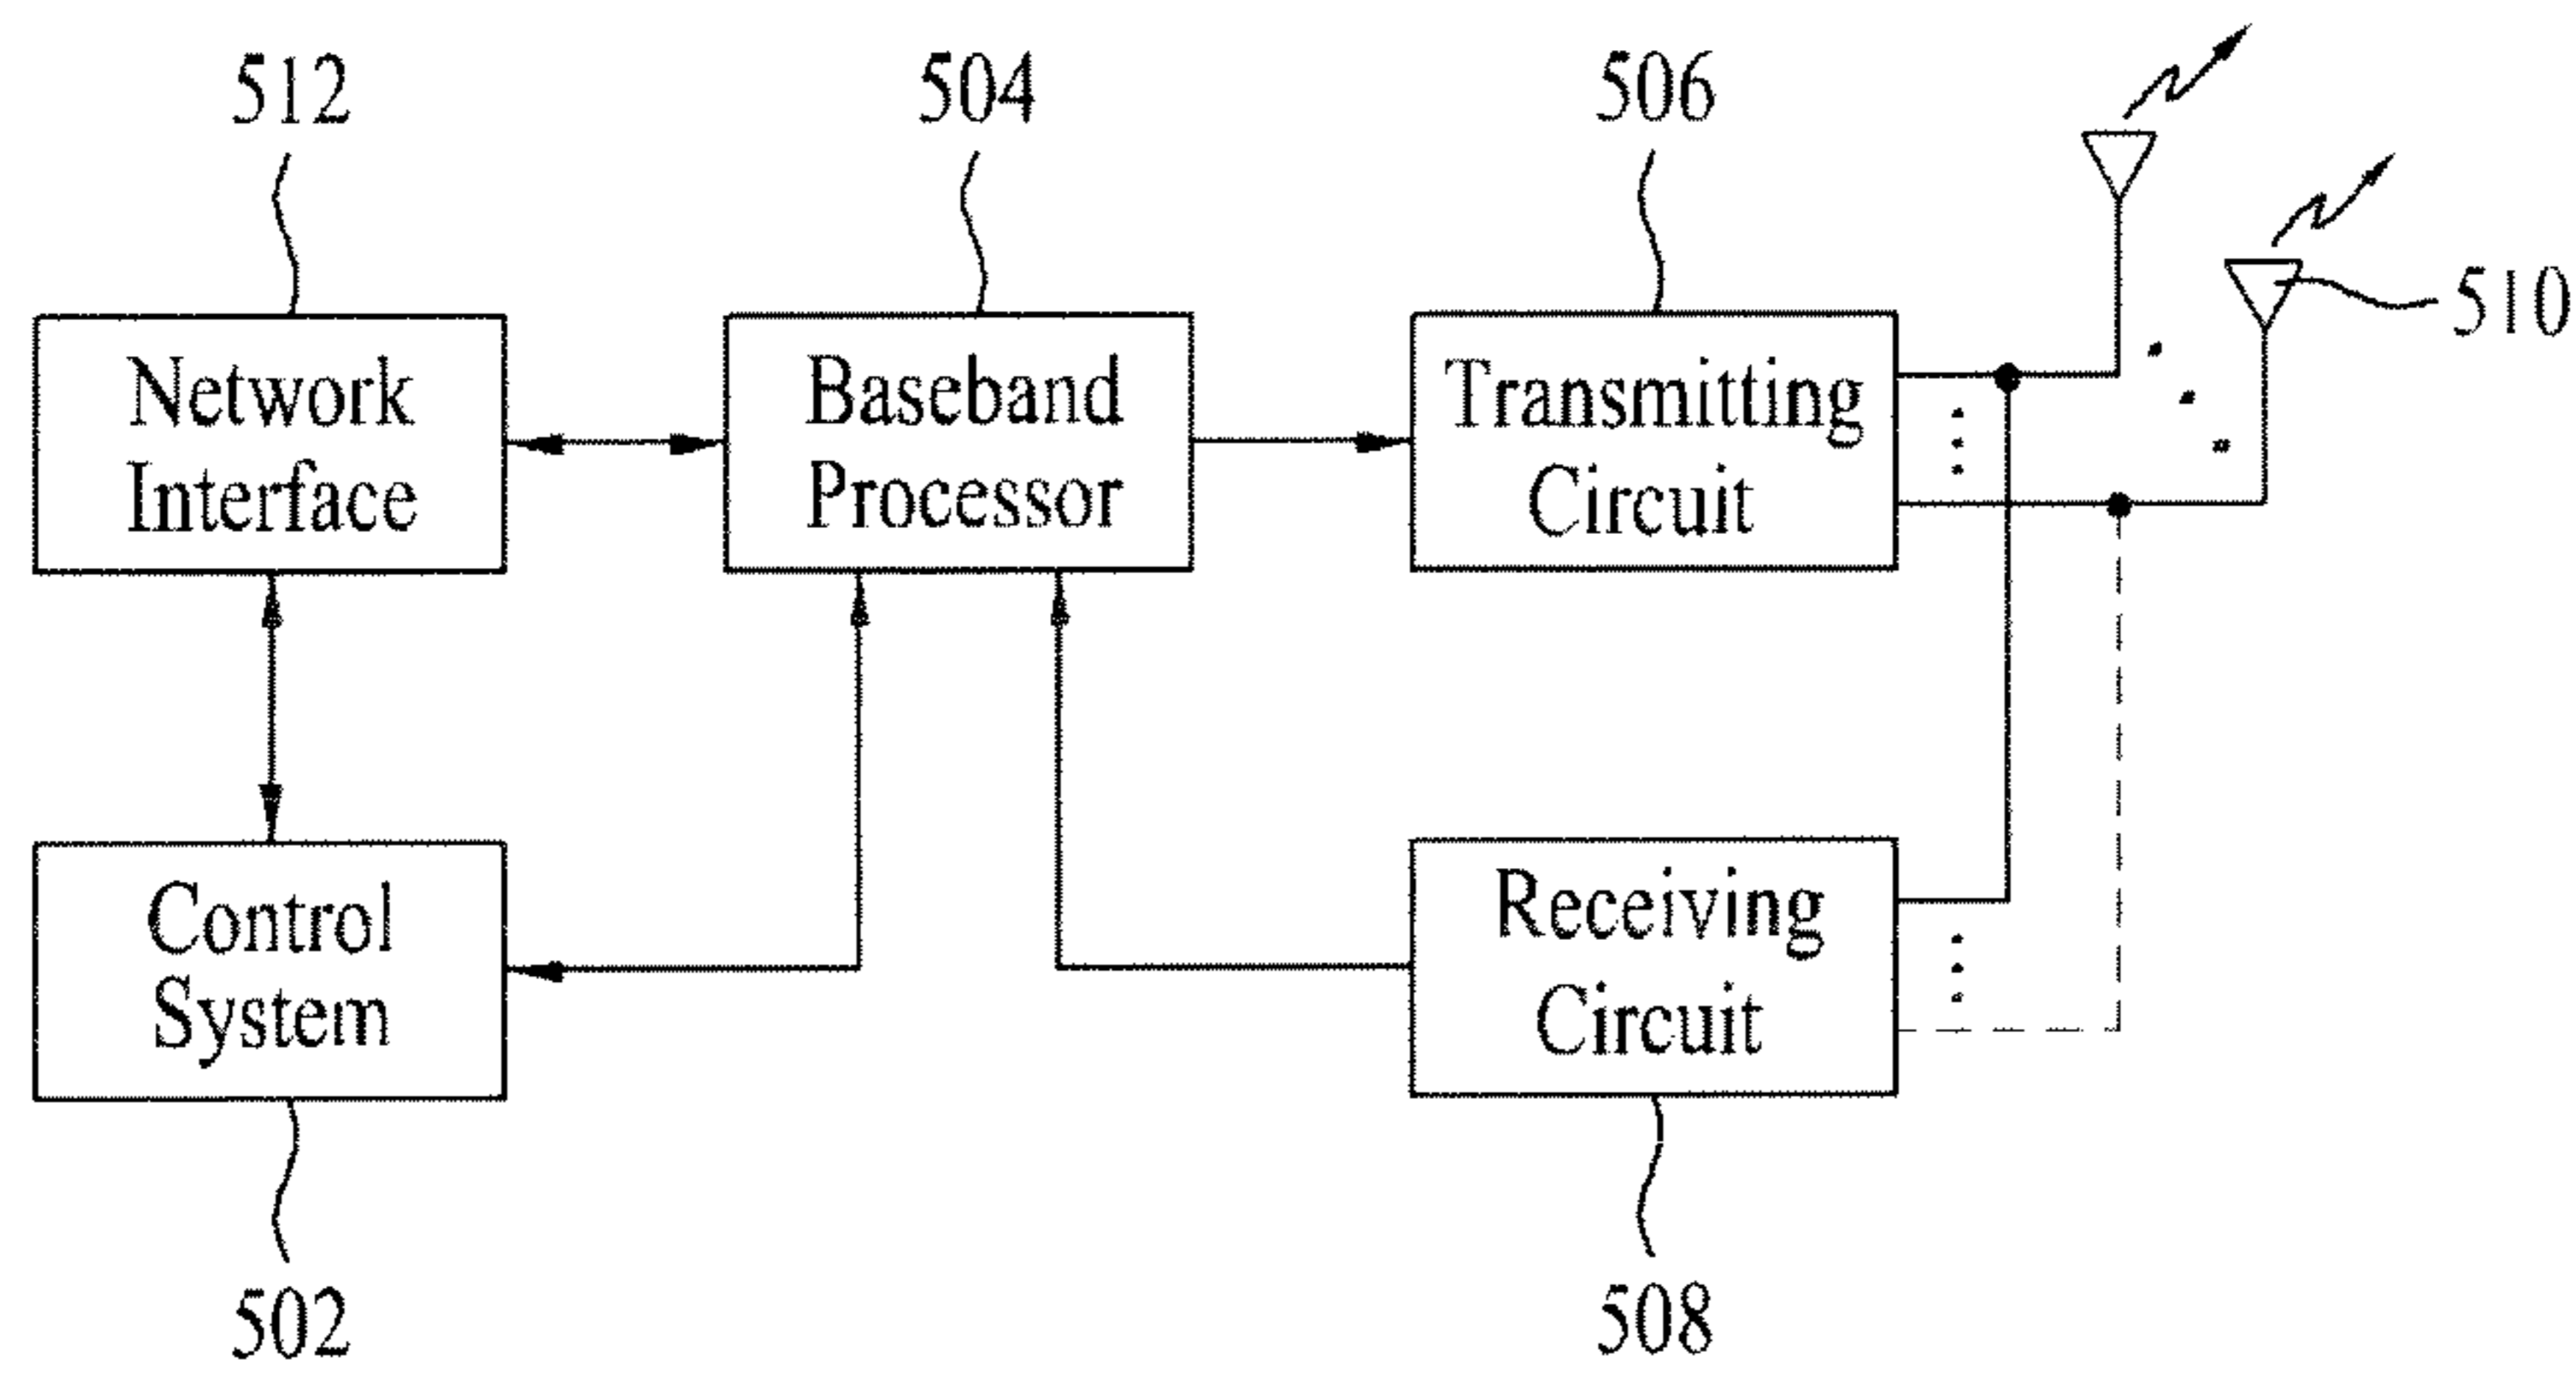 512
504
506
510
Network
Interface
Baseband
Processor
Transmitting
Circuit
Control
System
Receiving
Circuit
502
508